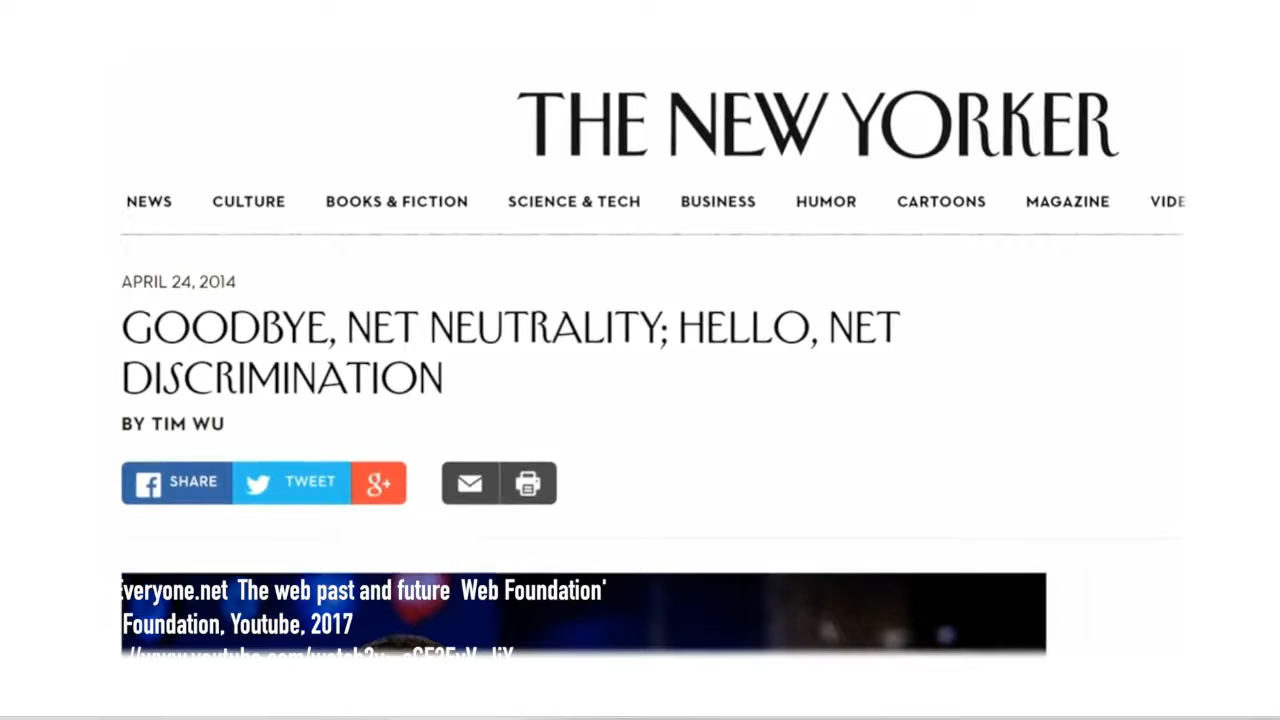 THE NEW YORKER
NEWS CULTURE BOOKS & FICTION SCIENCE & TECH BUSINESS HUMOR CARTOONS MAGAZINE
APRIL 24, 2014
GOODBYE, NET NEUTRALITY; HELLO, NET
DISCRIMINATION
BY TIM WU
SHARE TWEET g+
everyone.net The web past and future Web Foundation'
Foundation, Youtube, 2017